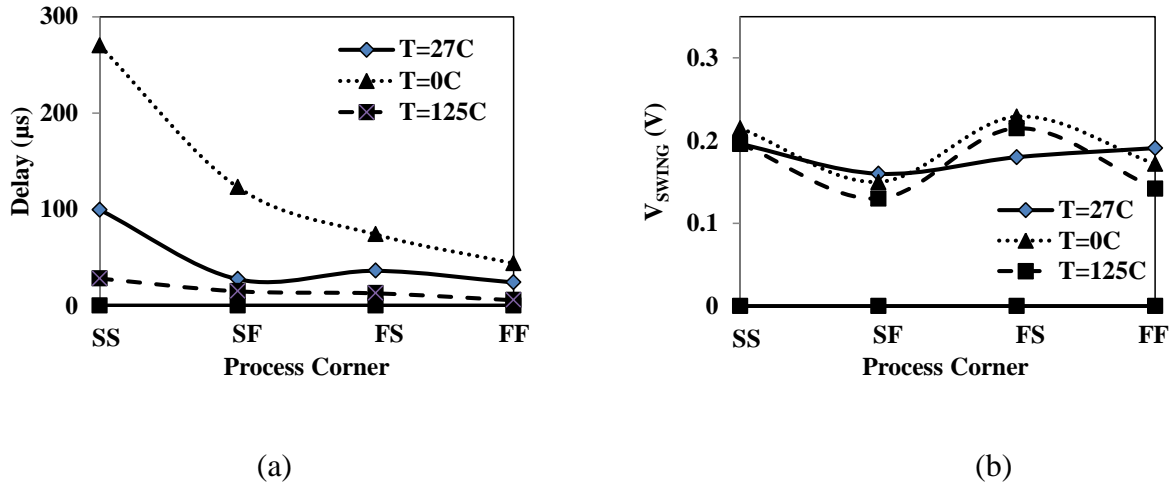 300
200
100
0
Delay (µs)
T=27C
T=0C
T=125C
SS SF FS FF
Process Corner
(a)
0.3
0.2
0.1
0
VSWING (V)
T=27C
T=0C
T=125C
SS SF FS FF
Process Corner
(b)